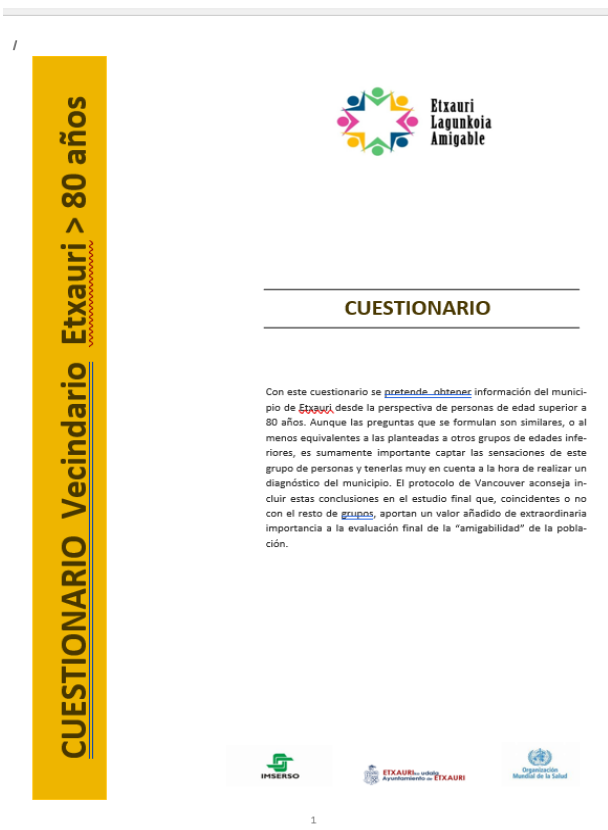 /
CUESTIONARIO Vecindario Etxauri > 80 años
Etxauri
Lagunkoia
Amigable
CUESTIONARIO
Con este cuestionario se pretende obtener información del munici-
pio de Etxauri desde la perspectiva de personas de edad superior a
80 años. Aunque las preguntas que se formulan son similares, o al
menos equivalentes a las planteadas a otros grupos de edades infe-
riores, es sumamente importante captar las sensaciones de este
grupo de personas y tenerlas muy en cuenta a la hora de realizar un
diagnóstico del municipio. El protocolo de Vancouver aconseja in-
cluir estas conclusiones en el estudio final que, coincidentes o no
con el resto de grupos, aportan un valor añadido de extraordinaria
importancia a la evaluación final de la “amigabilidad” de la pobla-
ción.
IMSERSO
ETXAURIko udala
Ayuntamiento de ETXAURI
Organización
Mundial de la Salud
1